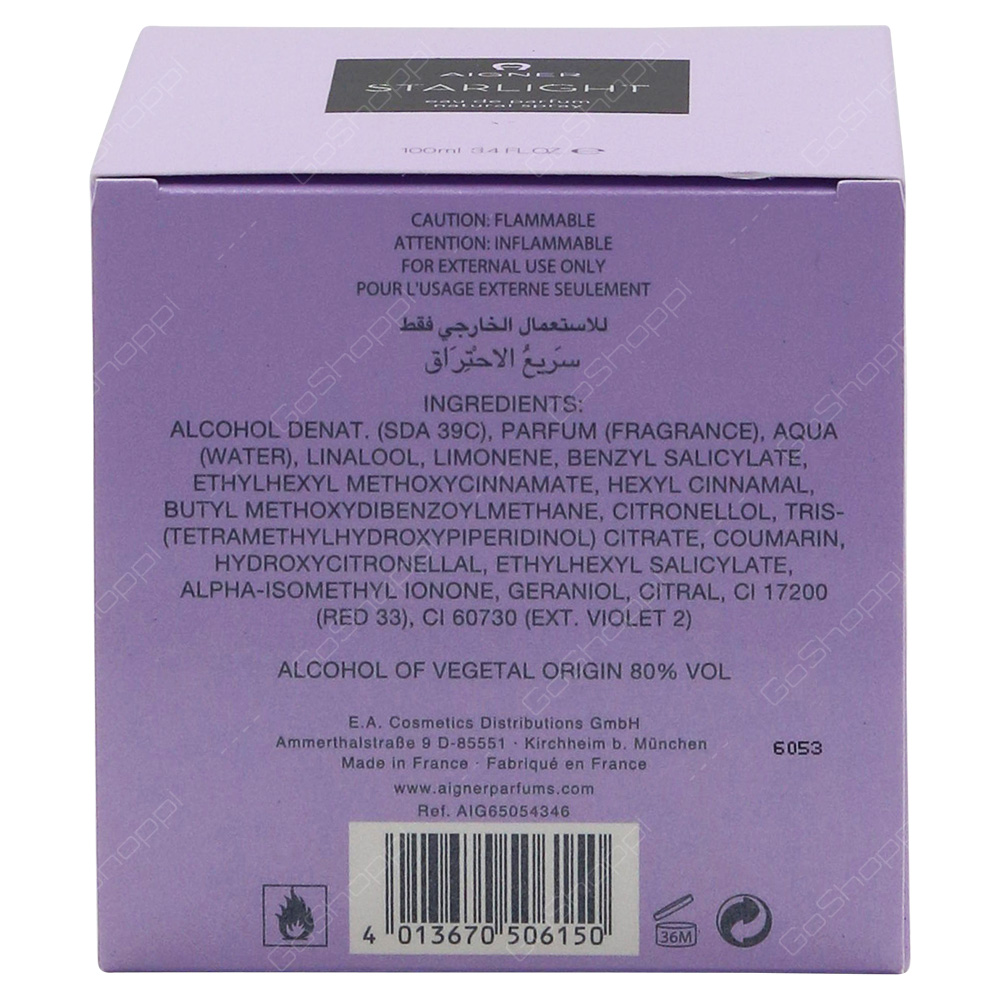 AIGNER
STARLIGHT
eau de parfum
natural spray
100ml 3.4 FL.OZ. ℮
CAUTION: FLAMMABLE
ATTENTION: INFLAMMABLE
FOR EXTERNAL USE ONLY
POUR L'USAGE EXTERNE SEULEMENT
للاستعمال الخارجي فقط
سَرِيعُ الاحْتِرَاق
INGREDIENTS:
ALCOHOL DENAT. (SDA 39C), PARFUM (FRAGRANCE), AQUA
(WATER), LINALOOL, LIMONENE, BENZYL SALICYLATE,
ETHYLHEXYL METHOXYCINNAMATE, HEXYL CINNAMAL,
BUTYL METHOXYDIBENZOYLMETHANE, CITRONELLOL, TRIS-
(TETRAMETHYLHYDROXYPIPERIDINOL) CITRATE, COUMARIN,
HYDROXYCITRONELLAL, ETHYLHEXYL SALICYLATE,
ALPHA-ISOMETHYL IONONE, GERANIOL, CITRAL, CI 17200
(RED 33), CI 60730 (EXT. VIOLET 2)
ALCOHOL OF VEGETAL ORIGIN 80% VOL
E.A. Cosmetics Distributions GmbH
Ammerthalstraße 9 D-85551 · Kirchheim b. München
Made in France · Fabriqué en France
6053
www.aignerparfums.com
Ref. AIG65054346
4 013670 506150
36M
GoShoppi